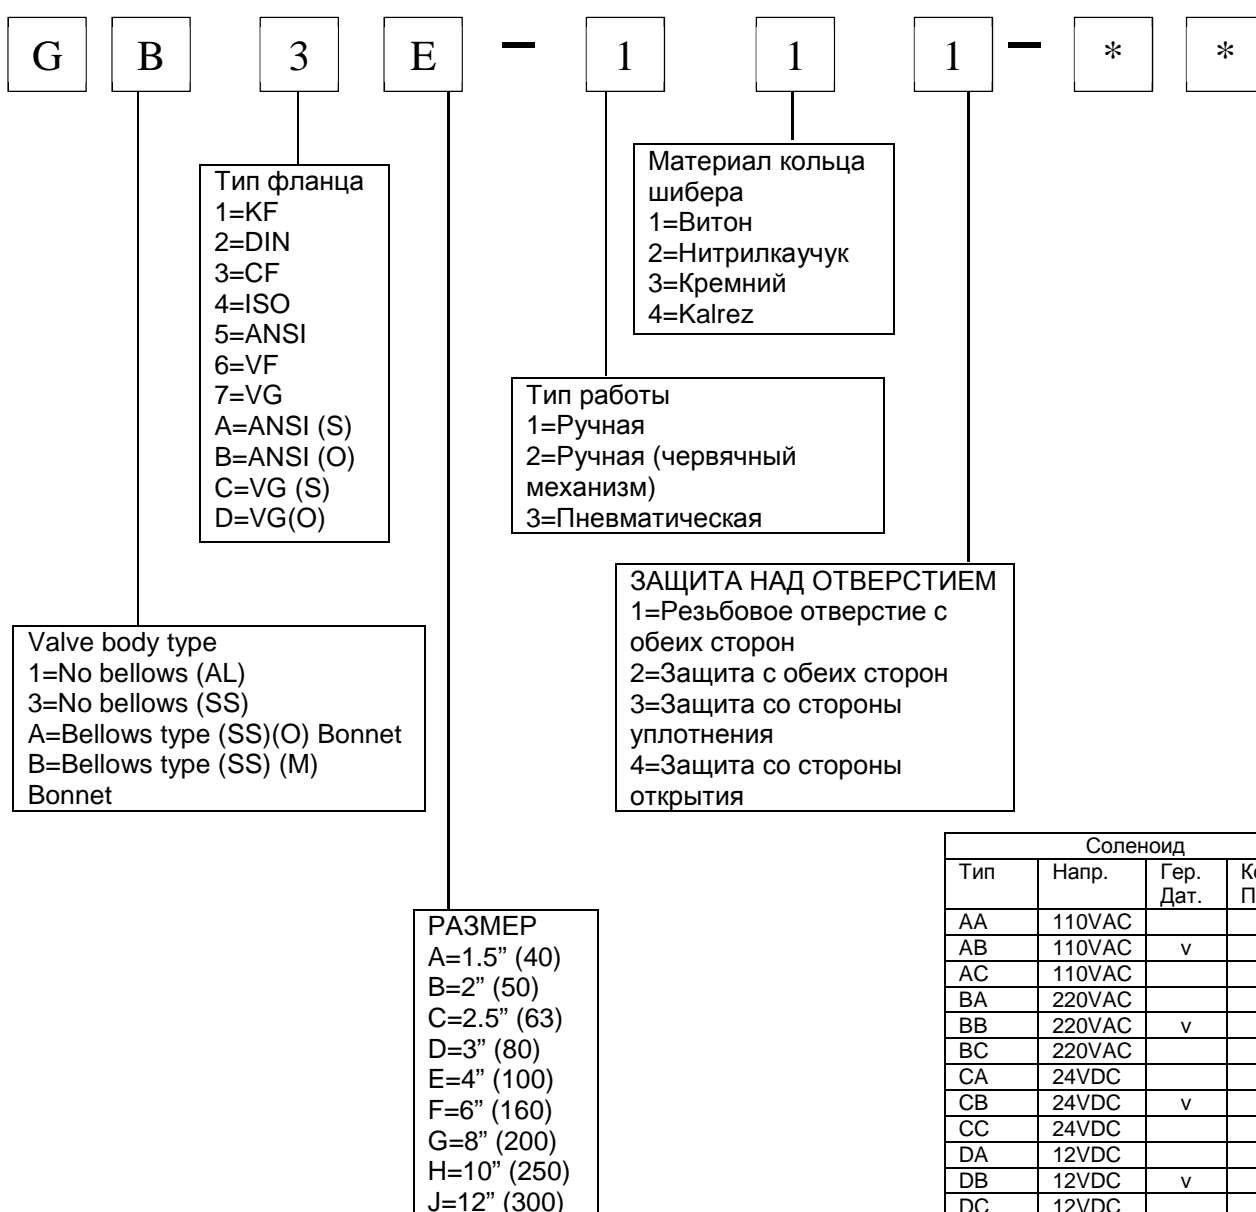 G B 3 E – 1 1 1 – * *
Материал кольца
шибера
1=Витон
2=Нитрилкаучук
3=Кремний
4=Kalrez
Тип фланца
1=KF
2=DIN
3=CF
4=ISO
5=ANSI
6=VF
7=VG
A=ANSI (S)
B=ANSI (O)
C=VG (S)
D=VG(O)
Тип работы
1=Ручная
2=Ручная (червячный
механизм)
3=Пневматическая
ЗАЩИТА НАД ОТВЕРСТИЕМ
1=Резьбовое отверстие с
обеих сторон
2=Защита с обеих сторон
3=Защита со стороны
уплотнения
4=Защита со стороны
открытия
Valve body type
1=No bellows (AL)
3=No bellows (SS)
A=Bellows type (SS)(O) Bonnet
B=Bellows type (SS) (M)
Bonnet
РАЗМЕР
A=1.5” (40)
B=2” (50)
C=2.5” (63)
D=3” (80)
E=4” (100)
F=6” (160)
G=8” (200)
H=10” (250)
J=12” (300)
Соленоид
Тип Напр. Гер.
Дат.
AA 110VAC
AB 110VAC v
AC 110VAC
BA 220VAC
BB 220VAC v
BC 220VAC
CA 24VDC
CB 24VDC v
CC 24VDC
DA 12VDC
DB 12VDC v
DC 12VDC